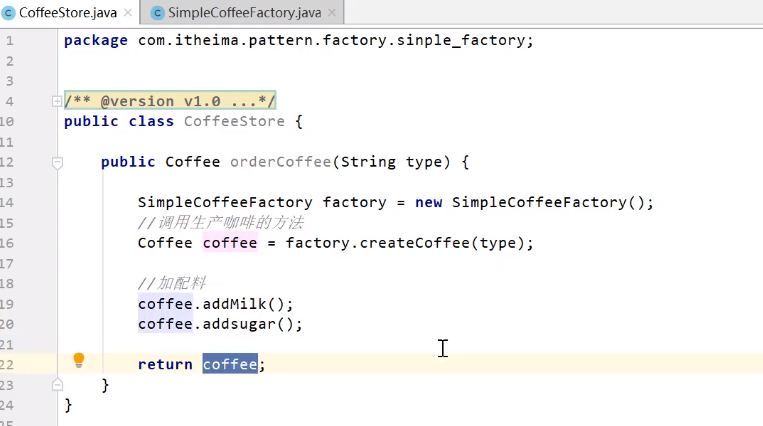 CoffeeStore.java × SimpleCoffeeFactory.java ×
1 package com.itheima.pattern.factory.sinple_factory;
2
3
4 /** @version v1.0 ...*/
10 public class CoffeeStore {
11
12 public Coffee orderCoffee(String type) {
13
14 SimpleCoffeeFactory factory = new SimpleCoffeeFactory();
15 //调用生产咖啡的方法
16 Coffee coffee = factory.createCoffee(type);
17
18 //加配料
19 coffee.addMilk();
20 coffee.addsugar();
21
22 return coffee;
23 }
24 }